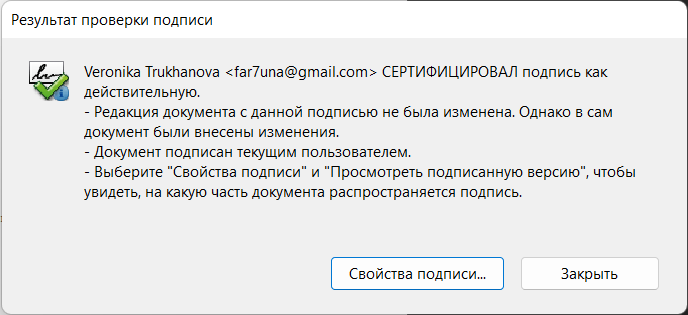 Результат проверки подписи
Veronika Trukhanova <far7una@gmail.com> СЕРТИФИЦИРОВАЛ подпись как
действительную.
- Редакция документа с данной подписью не была изменена. Однако в сам
документ были внесены изменения.
- Документ подписан текущим пользователем.
- Выберите "Свойства подписи" и "Просмотреть подписанную версию", чтобы
увидеть, на какую часть документа распространяется подпись.
Свойства подписи...
Закрыть